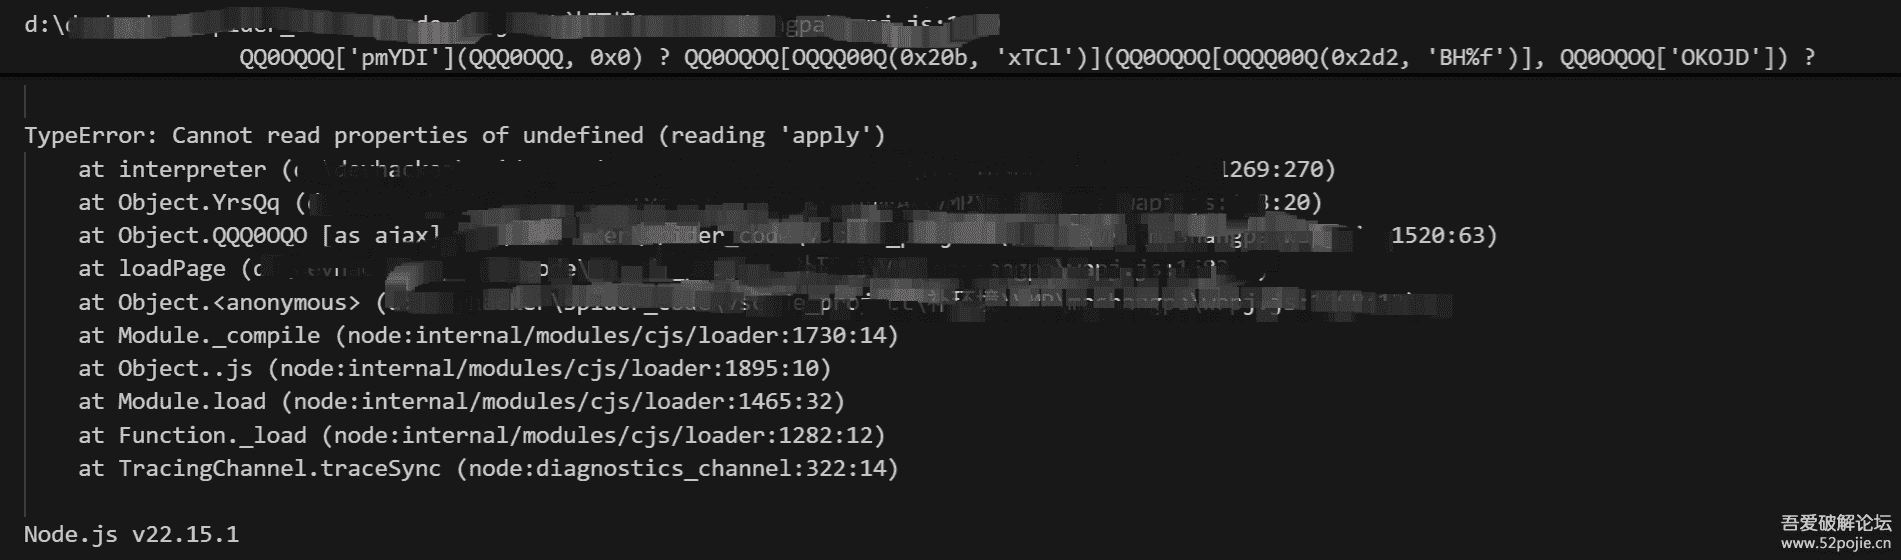 d:\
QQ0OQOQ['pmYDI'](QQQ0OQQ, 0x0) ? QQ0OQOQ[OQQQ00Q(0x20b, 'xTCl')](QQ0OQOQ[OQQQ00Q(0x2d2, 'BH%f')], QQ0OQOQ['OKOJD']) ?
TypeError: Cannot read properties of undefined (reading 'apply')
at interpreter ( 1269:270)
at Object.YrsQq ( :20)
at Object.QQQ0OQO [as ajax] 1520:63)
at loadPage (
at Object.<anonymous> (
at Module._compile (node:internal/modules/cjs/loader:1730:14)
at Object..js (node:internal/modules/cjs/loader:1895:10)
at Module.load (node:internal/modules/cjs/loader:1465:32)
at Function._load (node:internal/modules/cjs/loader:1282:12)
at TracingChannel.traceSync (node:diagnostics_channel:322:14)
Node.js v22.15.1
吾爱破解论坛
www.52pojie.cn